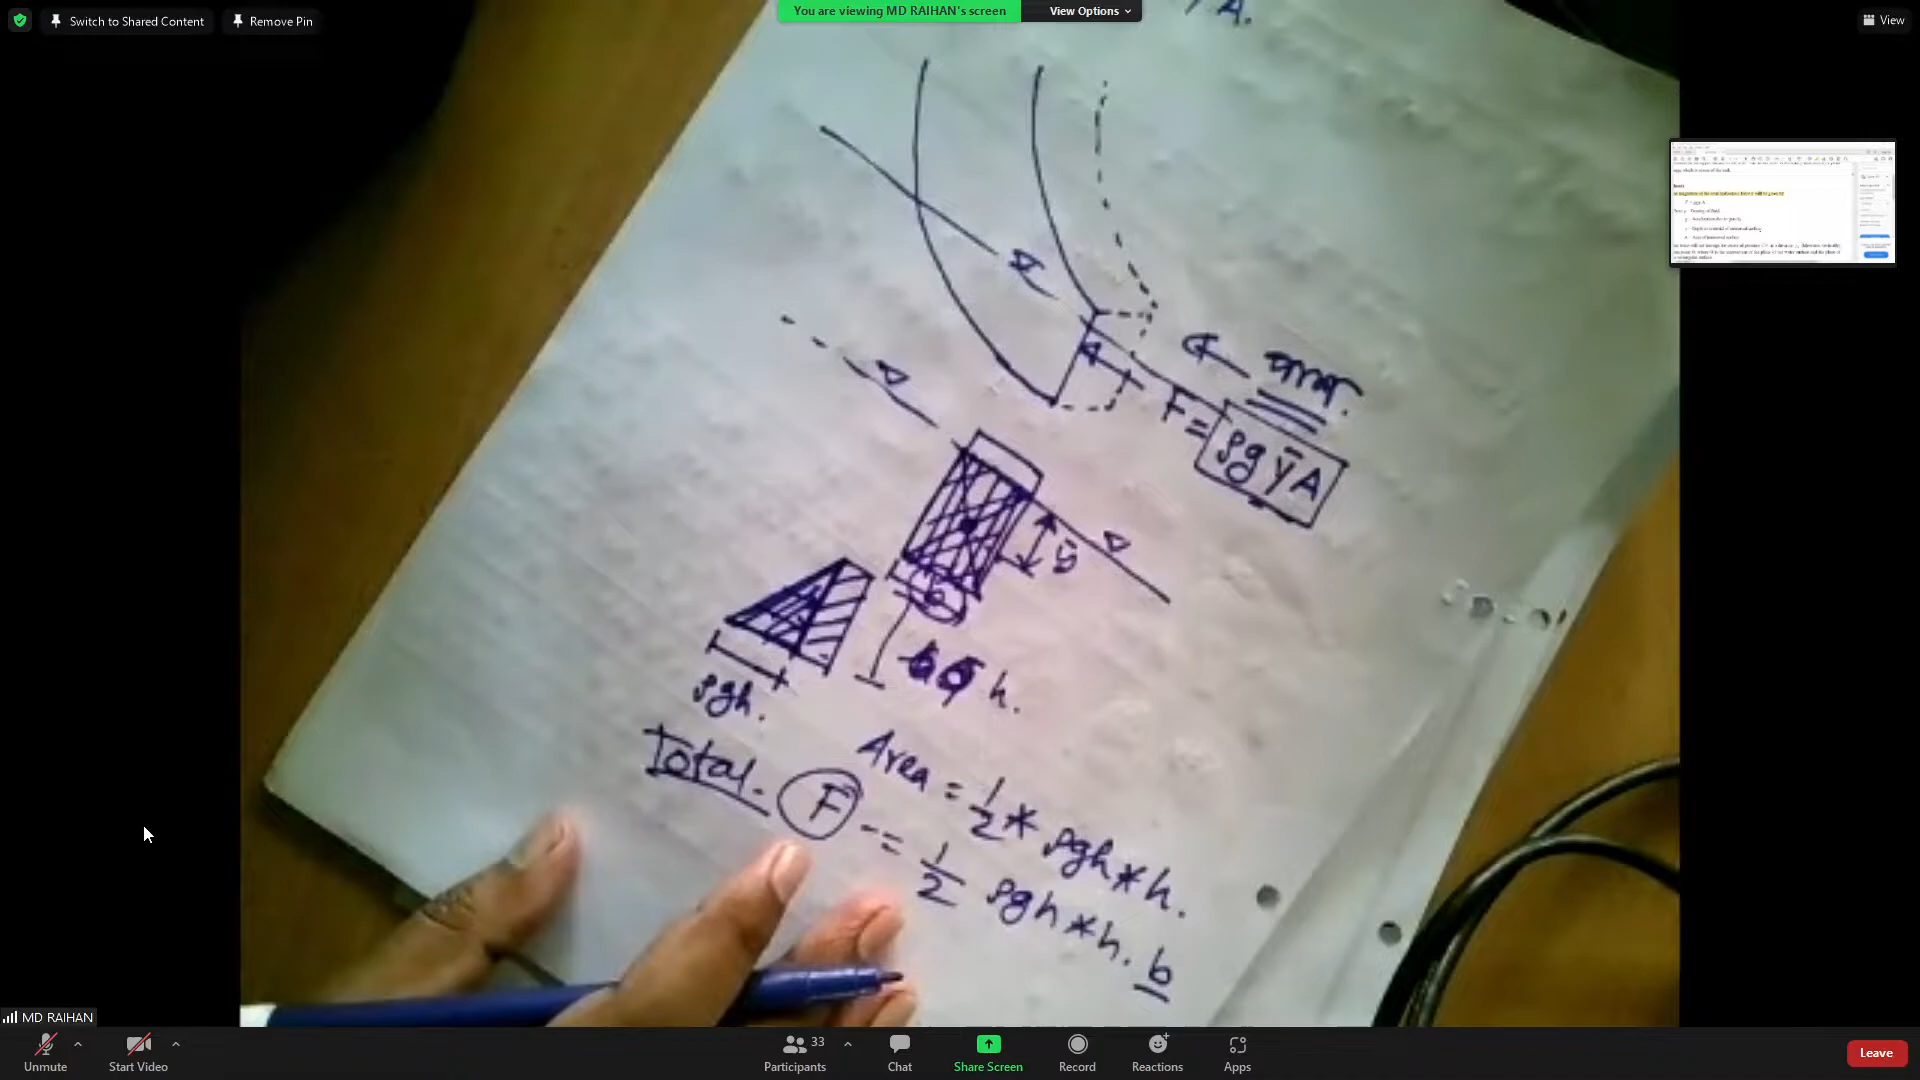 Switch to Shared Content
Remove Pin
You are viewing MD RAIHAN's screen
View Options
View
A.
F = ρg ȳA
ȳ
h.
ρgh.
Area = 1/2 * ρgh * h.
Total. F = 1/2 ρgh * h. b
MD RAIHAN
Unmute
Start Video
33
Participants
Chat
Share Screen
Record
Reactions
Apps
Leave